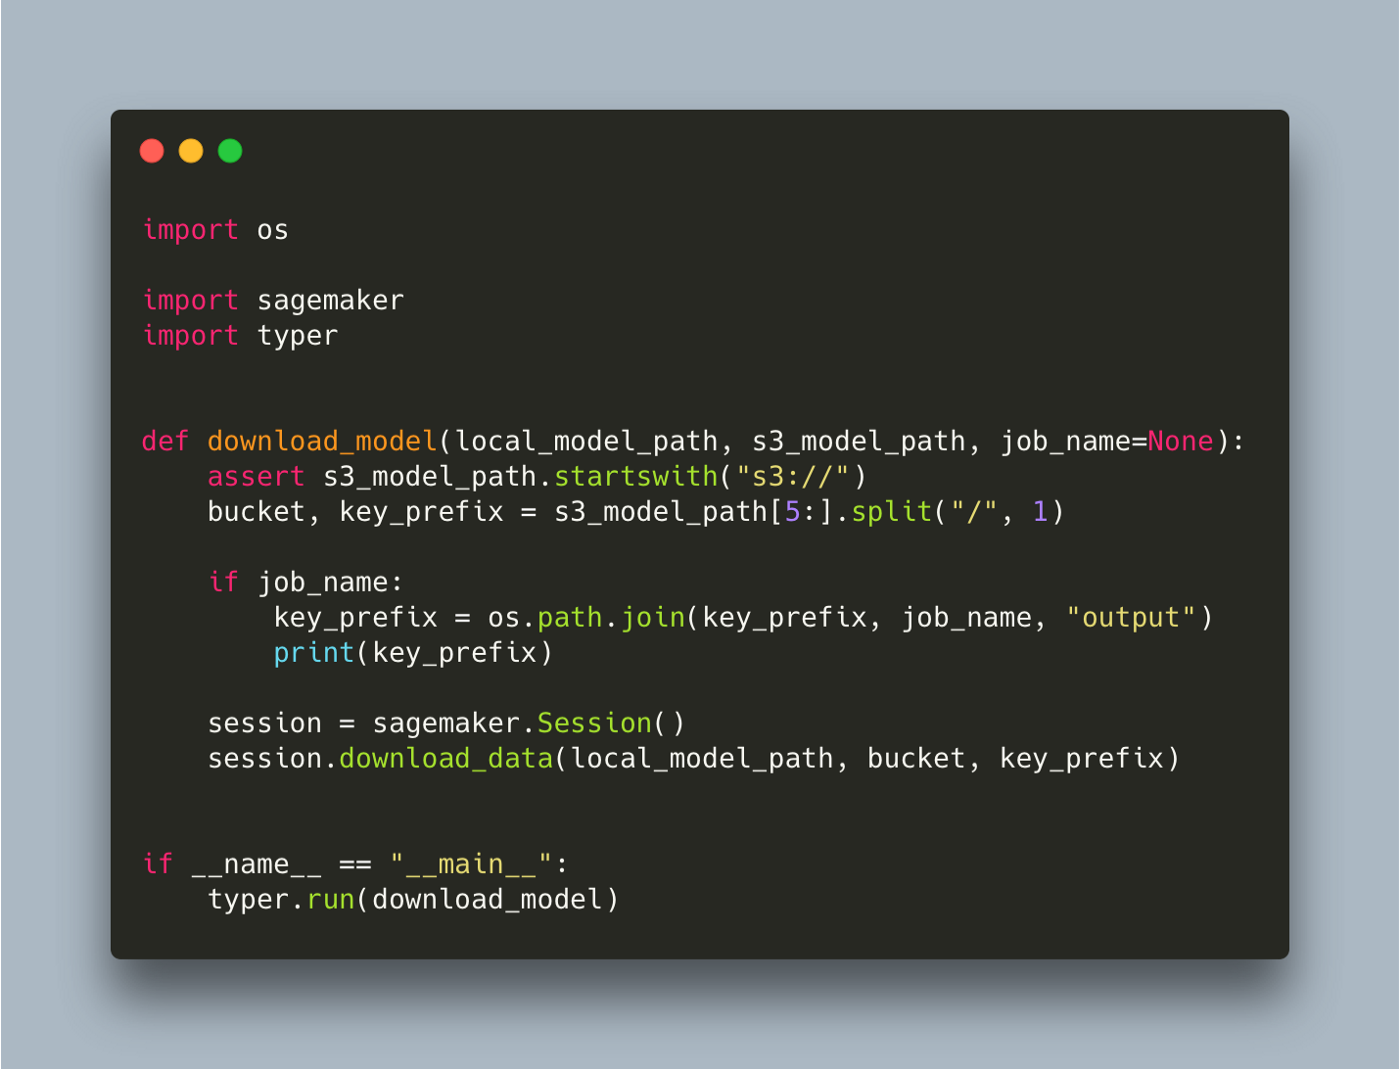 import os

import sagemaker
import typer


def download_model(local_model_path, s3_model_path, job_name=None):
    assert s3_model_path.startswith("s3://")
    bucket, key_prefix = s3_model_path[5:].split("/", 1)

    if job_name:
        key_prefix = os.path.join(key_prefix, job_name, "output")
        print(key_prefix)

    session = sagemaker.Session()
    session.download_data(local_model_path, bucket, key_prefix)


if __name__ == "__main__":
    typer.run(download_model)